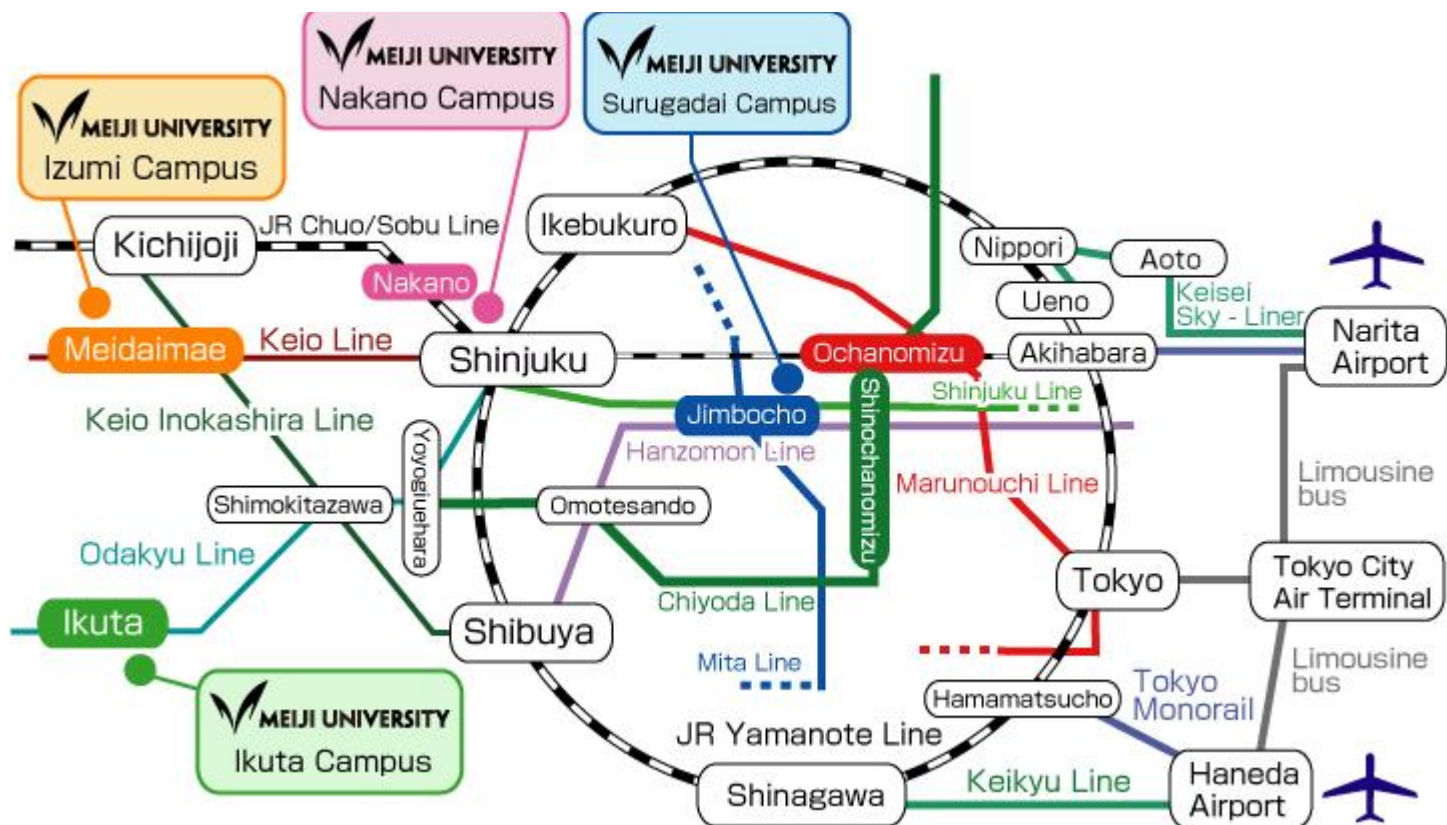 MEIJI UNIVERSITY
Nakano Campus
MEIJI UNIVERSITY
Surugadai Campus
MEIJI UNIVERSITY
Izumi Campus
Kichijoji
JR Chuo/Sobu Line
Ikebukuro
Nippori
Aoto
Nakano
Ueno
Keisei
Sky - Liner
Narita
Airport
Meidaimae
Keio Line
Shinjuku
Ochanomizu
Akihabara
Shinjuku Line
Keio Inokashira Line
Jimbocho
Shinochanomizu
Hanzomon Line
Yoyogiuehara
Marunouchi Line
Limousine
bus
Shimokitazawa
Omotesando
Odakyu Line
Chiyoda Line
Tokyo
Tokyo City
Air Terminal
Ikuta
Shibuya
Mita Line
Limousine
bus
Hamamatsucho
Tokyo
Monorail
MEIJI UNIVERSITY
Ikuta Campus
JR Yamanote Line
Shinagawa
Keikyu Line
Haneda
Airport